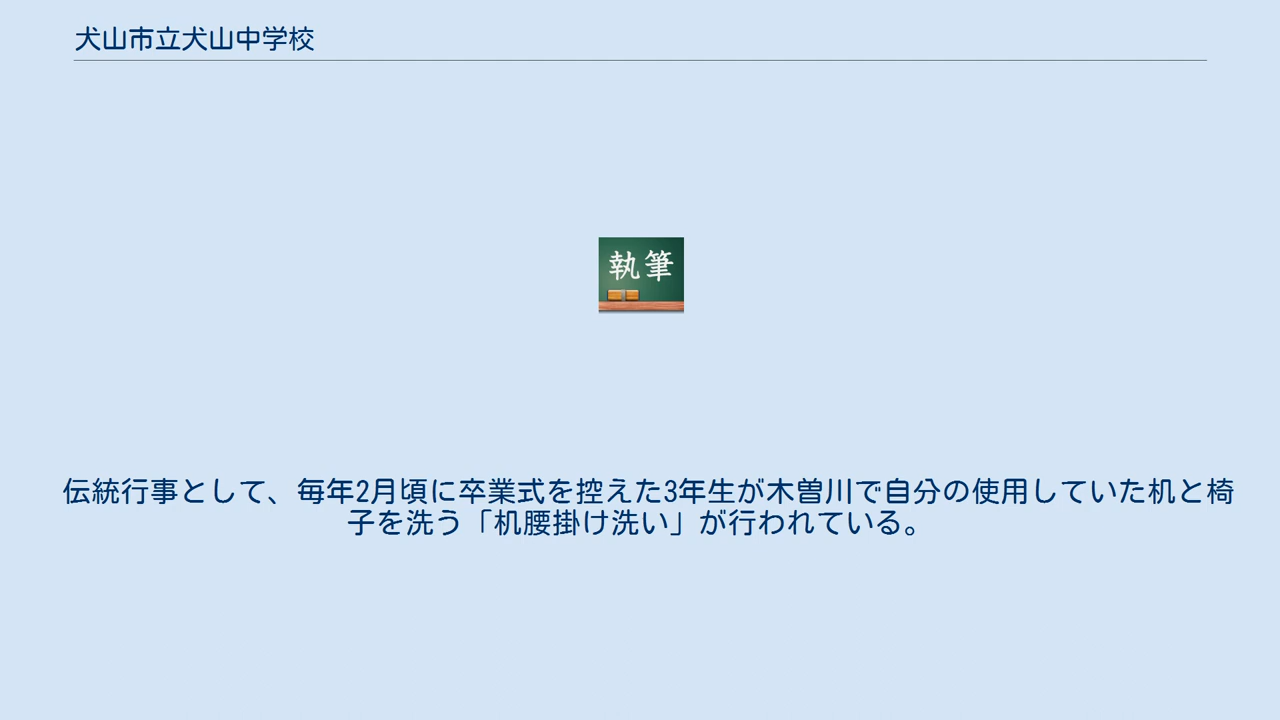 犬山市立犬山中学校
執筆
伝統行事として、毎年2月頃に卒業式を控えた3年生が木曽川で自分の使用していた机と椅
子を洗う「机腰掛け洗い」が行われている。